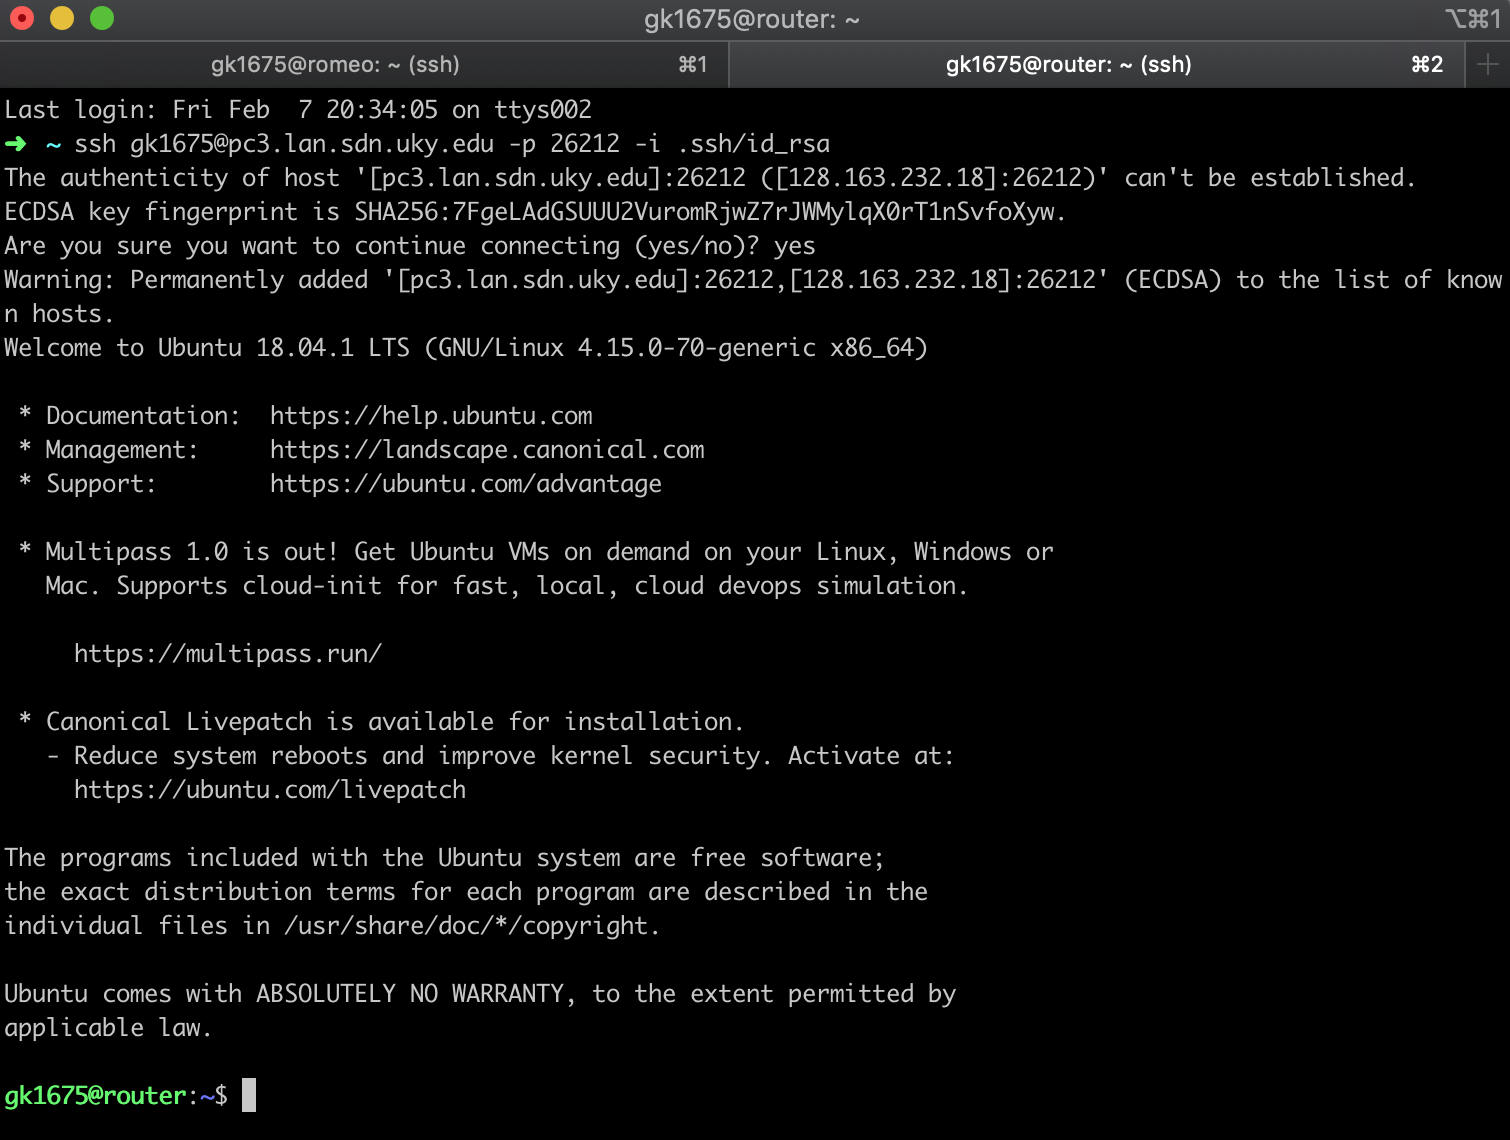 gk1675@router: ~
⌥⌘1
gk1675@romeo: ~ (ssh) ⌘1
gk1675@router: ~ (ssh) ⌘2
Last login: Fri Feb  7 20:34:05 on ttys002
➜  ~ ssh gk1675@pc3.lan.sdn.uky.edu -p 26212 -i .ssh/id_rsa
The authenticity of host '[pc3.lan.sdn.uky.edu]:26212 ([128.163.232.18]:26212)' can't be established.
ECDSA key fingerprint is SHA256:7FgeLAdGSUUU2VuromRjwZ7rJWMylqX0rT1nSvfoXyw.
Are you sure you want to continue connecting (yes/no)? yes
Warning: Permanently added '[pc3.lan.sdn.uky.edu]:26212,[128.163.232.18]:26212' (ECDSA) to the list of know
n hosts.
Welcome to Ubuntu 18.04.1 LTS (GNU/Linux 4.15.0-70-generic x86_64)
 * Documentation:  https://help.ubuntu.com
 * Management:     https://landscape.canonical.com
 * Support:        https://ubuntu.com/advantage
 * Multipass 1.0 is out! Get Ubuntu VMs on demand on your Linux, Windows or
   Mac. Supports cloud-init for fast, local, cloud devops simulation.
     https://multipass.run/
 * Canonical Livepatch is available for installation.
   - Reduce system reboots and improve kernel security. Activate at:
     https://ubuntu.com/livepatch
The programs included with the Ubuntu system are free software;
the exact distribution terms for each program are described in the
individual files in /usr/share/doc/*/copyright.
Ubuntu comes with ABSOLUTELY NO WARRANTY, to the extent permitted by
applicable law.
gk1675@router:~$